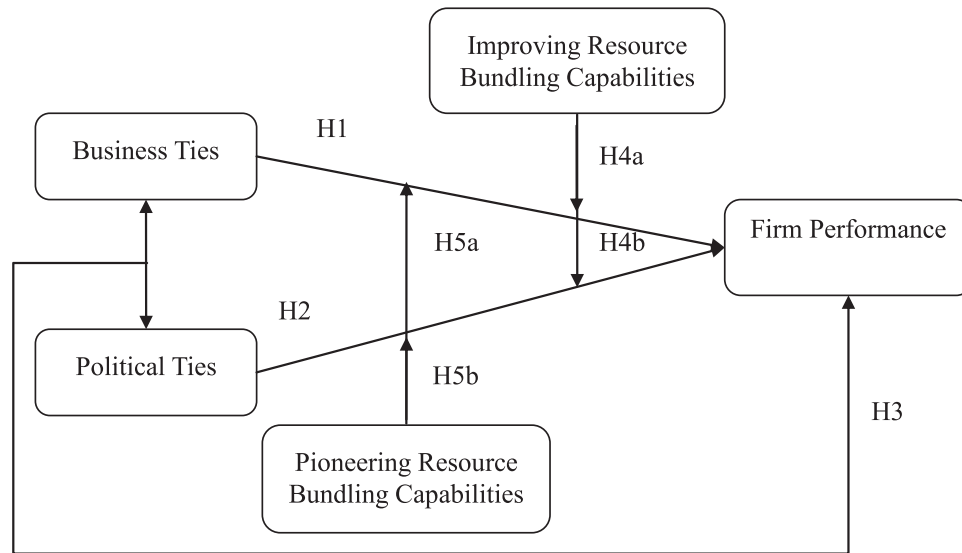 Improving Resource
Bundling Capabilities
H1
Business Ties
H4a
Firm Performance
H5a
H4b
H2
Political Ties
H5b
H3
Pioneering Resource
Bundling Capabilities